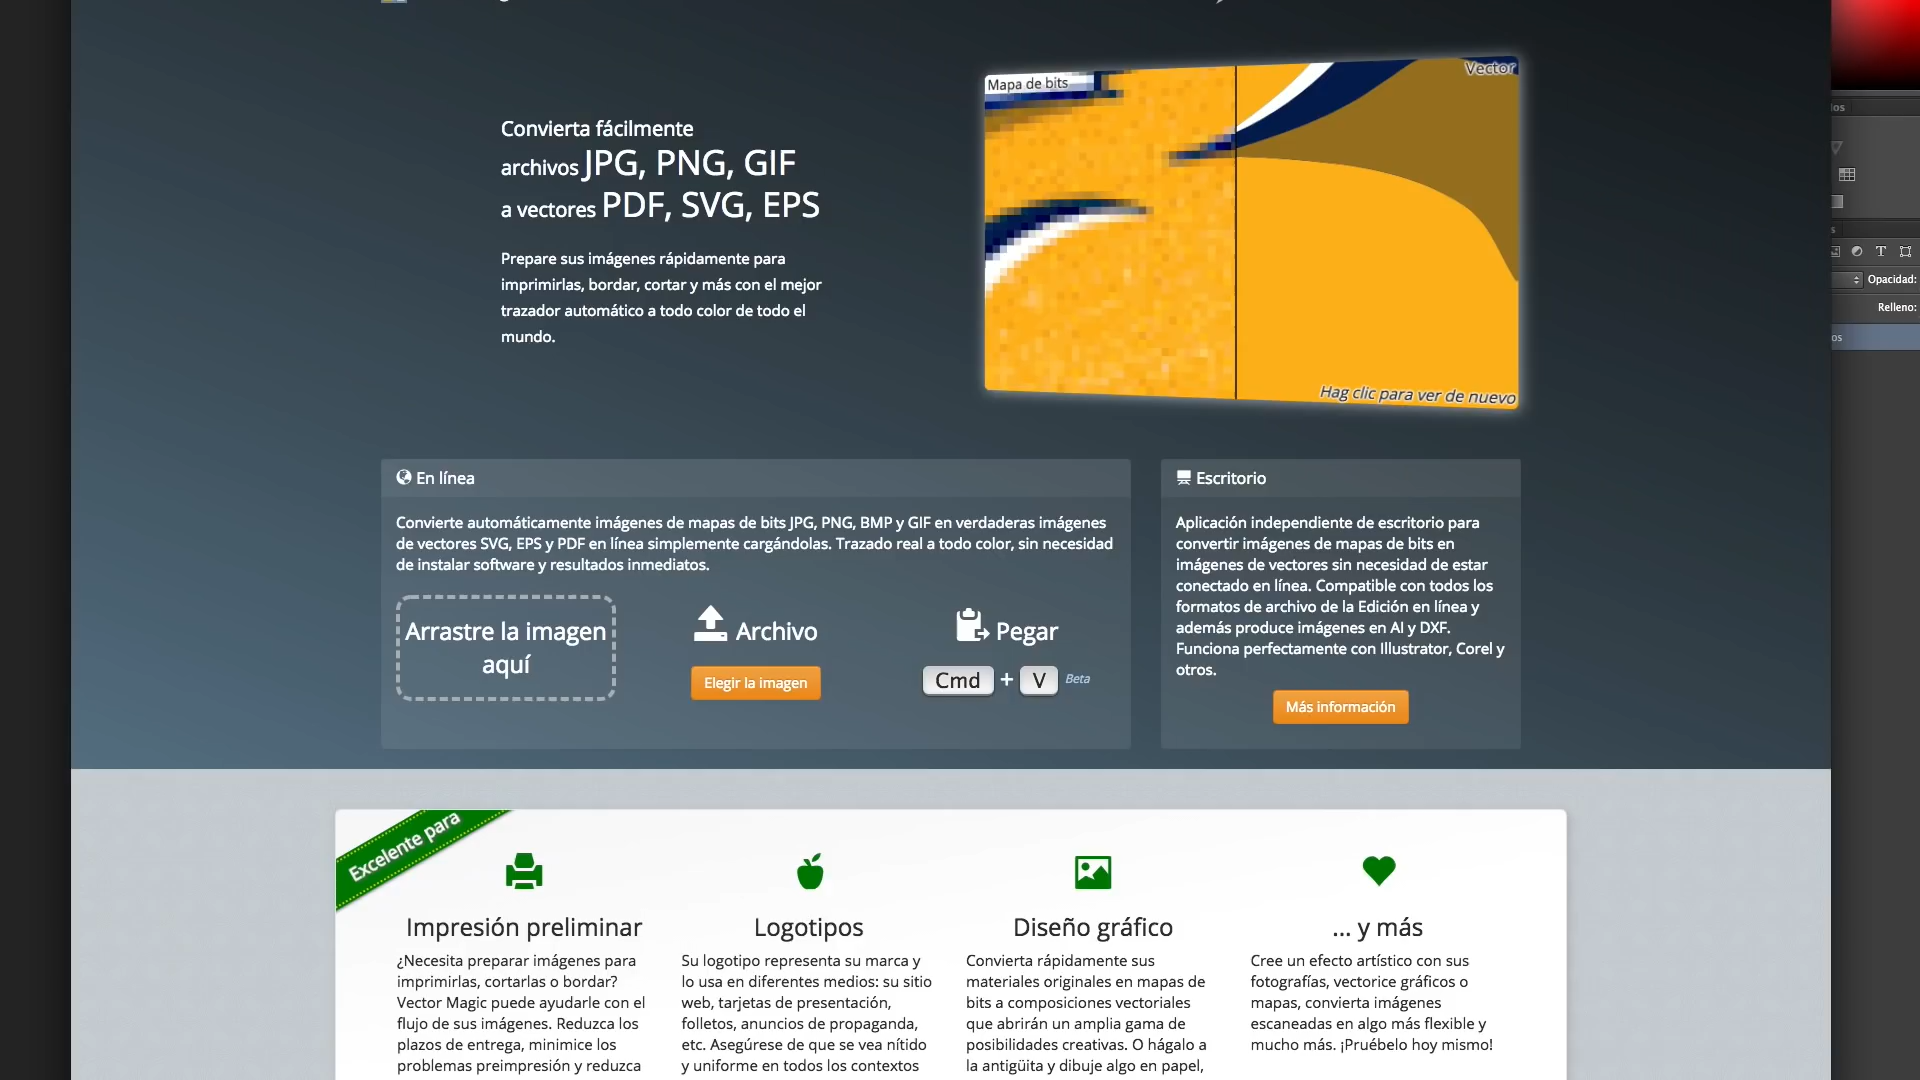 Mapa de bits
Vector
Convierta fácilmente
archivos JPG, PNG, GIF
a vectores PDF, SVG, EPS
Prepare sus imágenes rápidamente para
imprimirlas, bordar, cortar y más con el mejor
trazador automático a todo color de todo el
mundo.
Hag clic para ver de nuevo
Opacidad:
Relleno:
En línea
Convierte automáticamente imágenes de mapas de bits JPG, PNG, BMP y GIF en verdaderas imágenes
de vectores SVG, EPS y PDF en línea simplemente cargándolas. Trazado real a todo color, sin necesidad
de instalar software y resultados inmediatos.
Arrastre la imagen
aquí
Archivo
Elegir la imagen
Pegar
Cmd + V Beta
Escritorio
Aplicación independiente de escritorio para
convertir imágenes de mapas de bits en
imágenes de vectores sin necesidad de estar
conectado en línea. Compatible con todos los
formatos de archivo de la Edición en línea y
además produce imágenes en AI y DXF.
Funciona perfectamente con Illustrator, Corel y
otros.
Más información
Excelente para
Impresión preliminar
¿Necesita preparar imágenes para
imprimirlas, cortarlas o bordar?
Vector Magic puede ayudarle con el
flujo de sus imágenes. Reduzca los
plazos de entrega, minimice los
problemas preimpresión y reduzca
Logotipos
Su logotipo representa su marca y
lo usa en diferentes medios: su sitio
web, tarjetas de presentación,
folletos, anuncios de propaganda,
etc. Asegúrese de que se vea nítido
y uniforme en todos los contextos
Diseño gráfico
Convierta rápidamente sus
materiales originales en mapas de
bits a composiciones vectoriales
que abrirán un amplia gama de
posibilidades creativas. O hágalo a
la antigüita y dibuje algo en papel,
... y más
Cree un efecto artístico con sus
fotografías, vectorice gráficos o
mapas, convierta imágenes
escaneadas en algo más flexible y
mucho más. ¡Pruébelo hoy mismo!